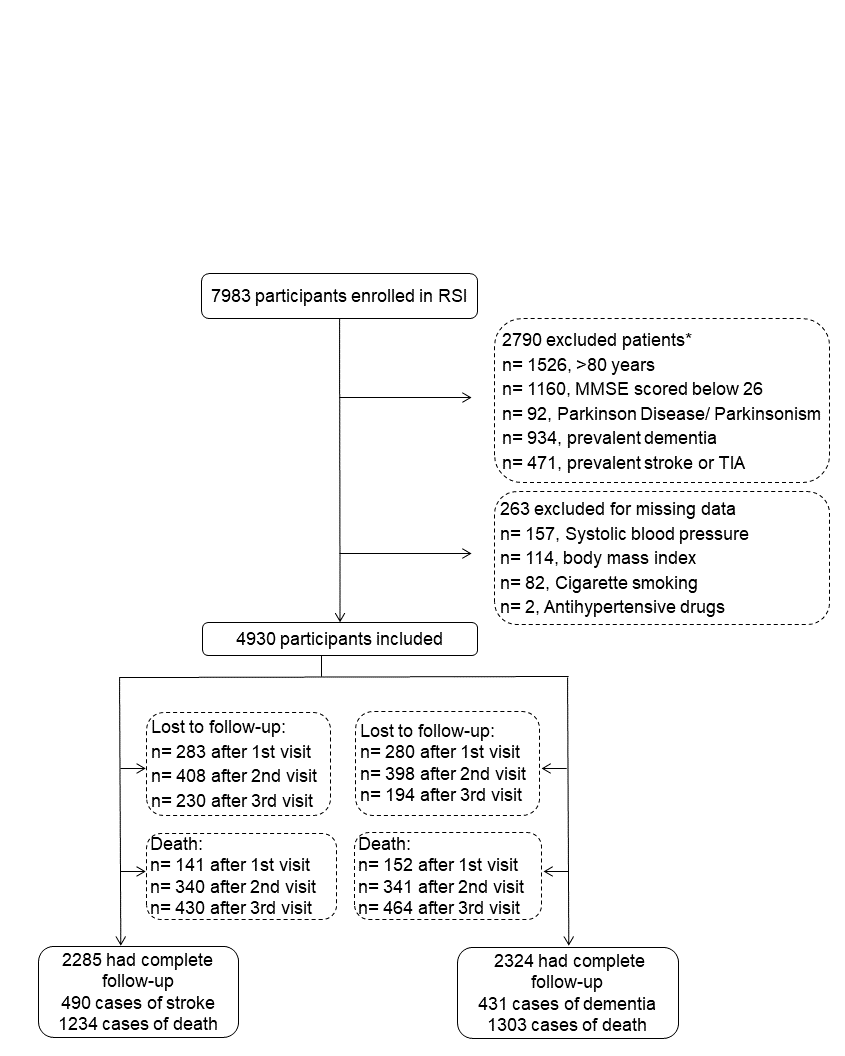 7983 participants enrolled in RSI
2790 excluded patients*
n= 1526, >80 years
n= 1160, MMSE scored below 26
n= 92, Parkinson Disease/ Parkinsonism
n= 934, prevalent dementia
n= 471, prevalent stroke or TIA
263 excluded for missing data
n= 157, Systolic blood pressure
n= 114, body mass index
n= 82, Cigarette smoking
n= 2, Antihypertensive drugs
4930 participants included
Lost to follow-up:
n= 283 after 1st visit
n= 408 after 2nd visit
n= 230 after 3rd visit
Lost to follow-up:
n= 280 after 1st visit
n= 398 after 2nd visit
n= 194 after 3rd visit
Death:
n= 141 after 1st visit
n= 340 after 2nd visit
n= 430 after 3rd visit
Death:
n= 152 after 1st visit
n= 341 after 2nd visit
n= 464 after 3rd visit
2285 had complete
follow-up
490 cases of stroke
1234 cases of death
2324 had complete
follow-up
431 cases of dementia
1303 cases of death